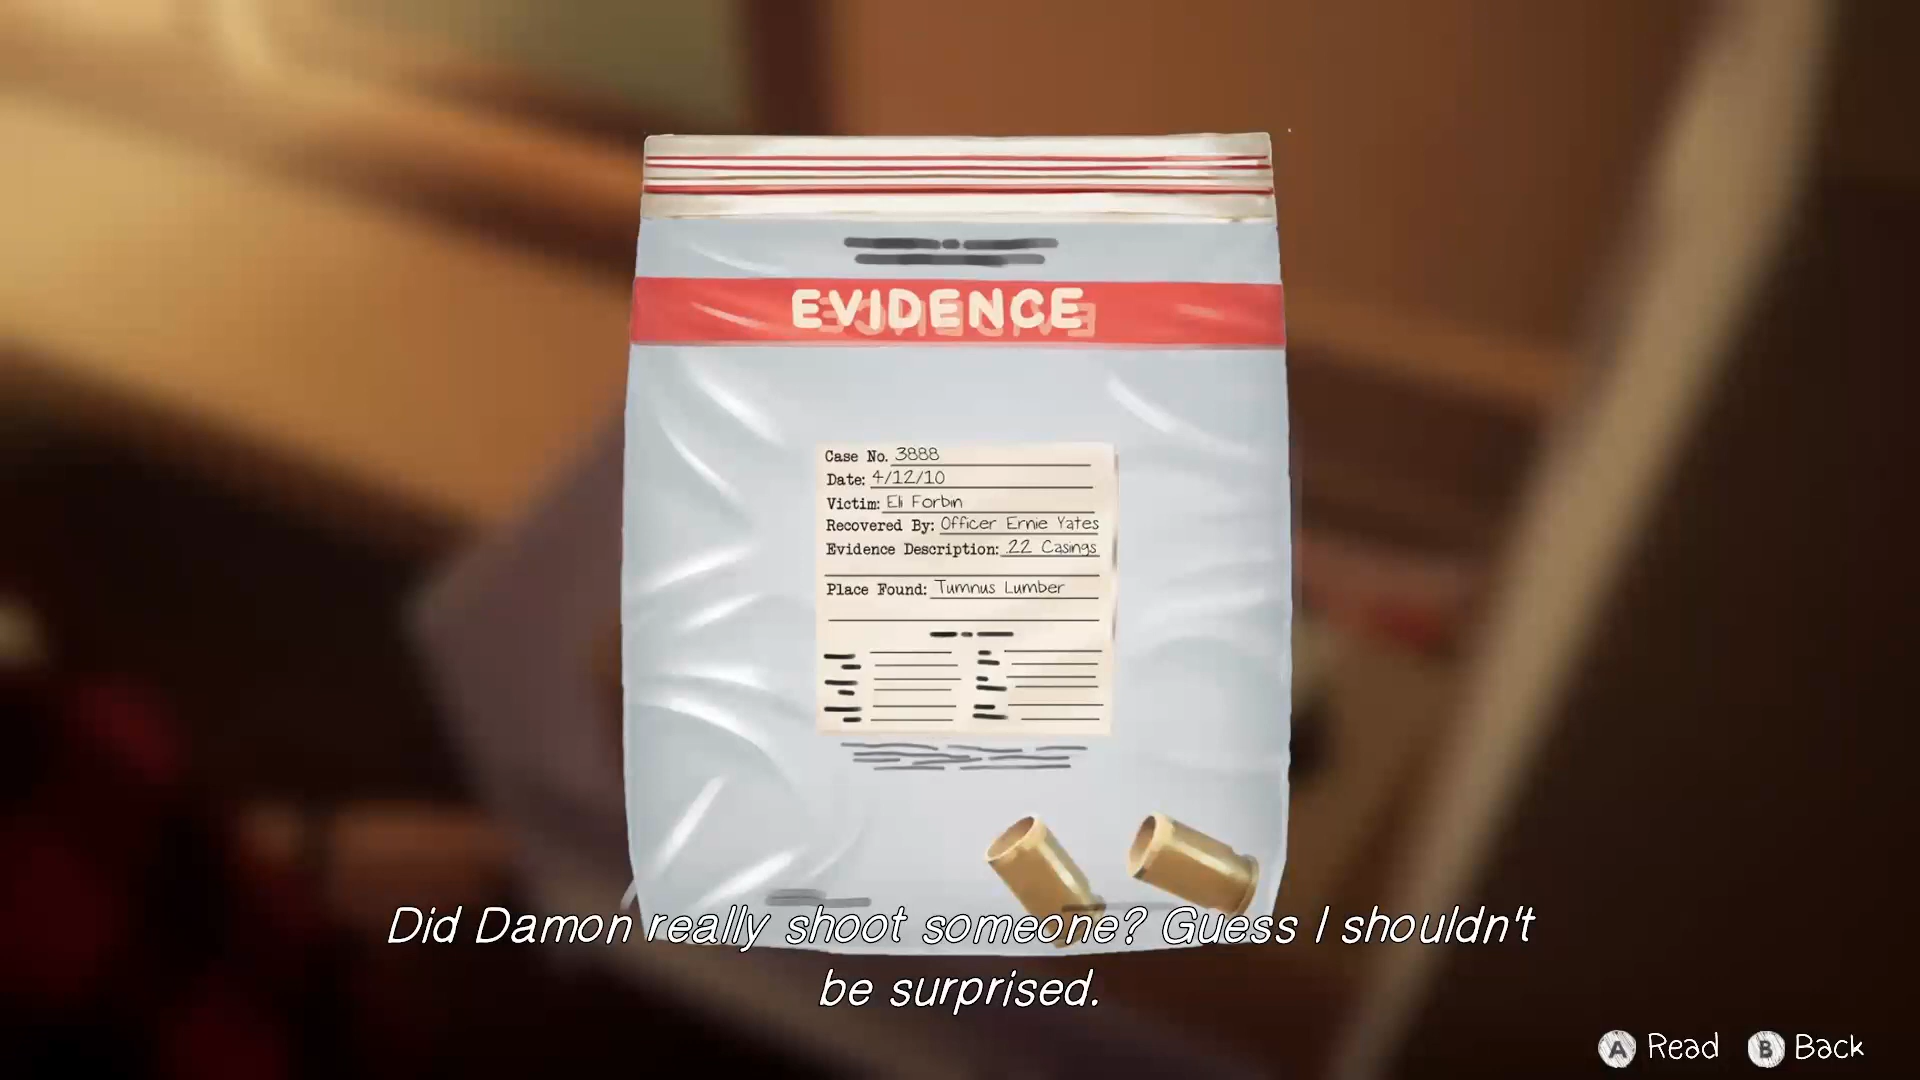 EVIDENCE
Case No. 3888
Date: 4/12/10
Victim: Eli Forbin
Recovered By: Officer Ernie Yates
Evidence Description: .22 Casings
Place Found: Tumnus Lumber
Did Damon really shoot someone? Guess I shouldn't
be surprised.
A Read B Back